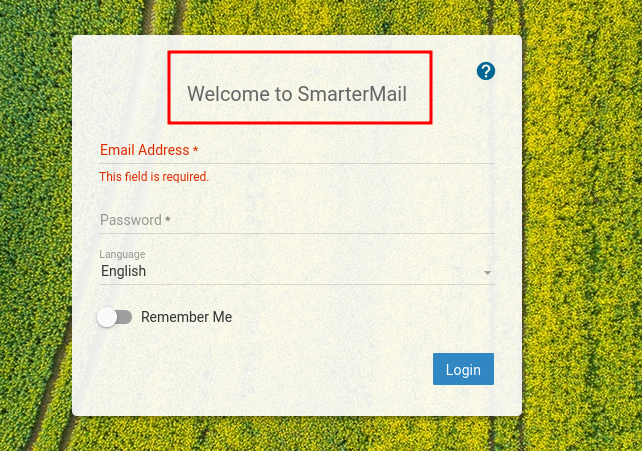 Welcome to SmarterMail
?
Email Address *
This field is required.
Password *
Language
English
Remember Me
Login